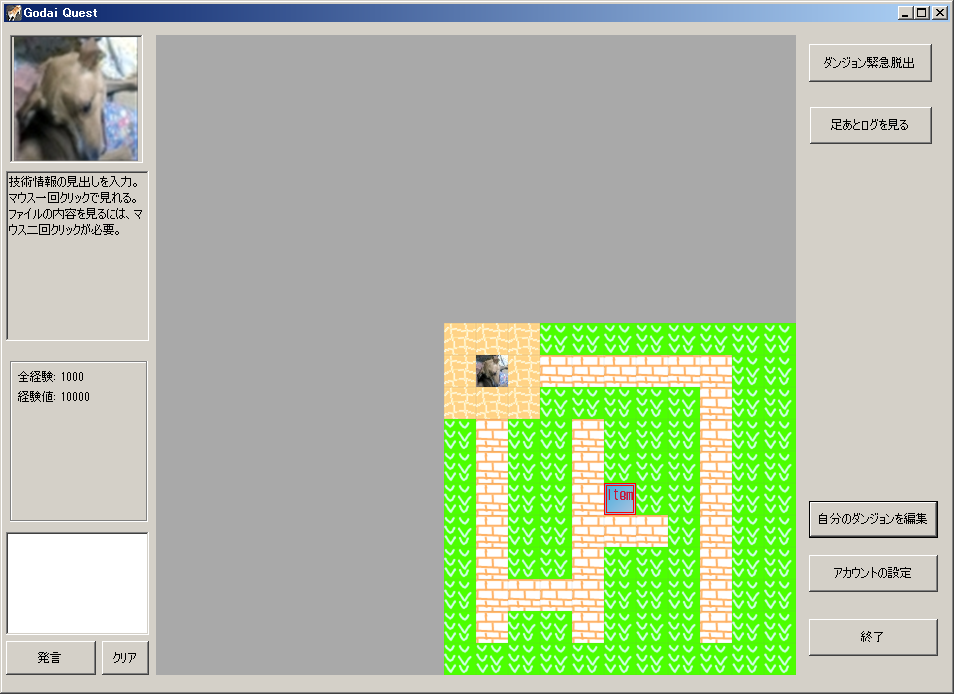 Godai Quest
技術情報の見出しを入力。
マウス一回クリックで見れる。
ファイルの内容を見るには、マ
ウス二回クリックが必要。
全経験: 1000
経験値: 10000
発言
クリア
Item
ダンジョン緊急脱出
足あとログを見る
自分のダンジョンを編集
アカウントの設定
終了